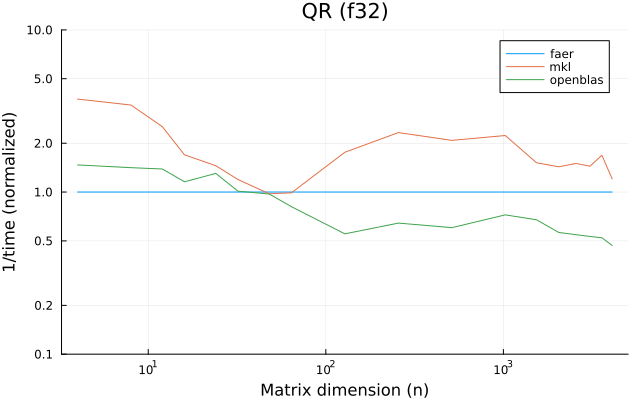 QR (f32)
10.0
5.0
2.0
1.0
0.5
0.2
0.1
1/time (normalized)
faer
mkl
openblas
10¹
10²
10³
Matrix dimension (n)